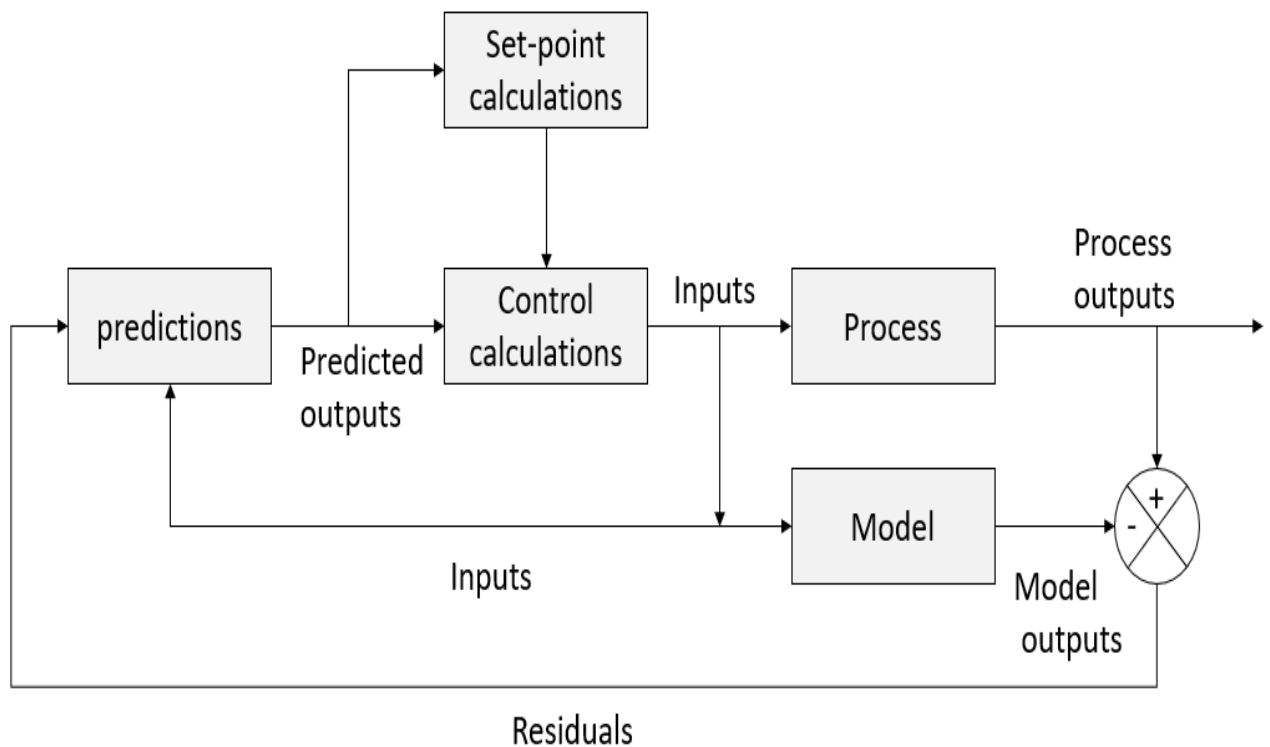 Set-point
calculations
Process
outputs
predictions
Predicted
outputs
Control
calculations
Inputs
Process
Inputs
Model
+
-
Model
outputs
Residuals